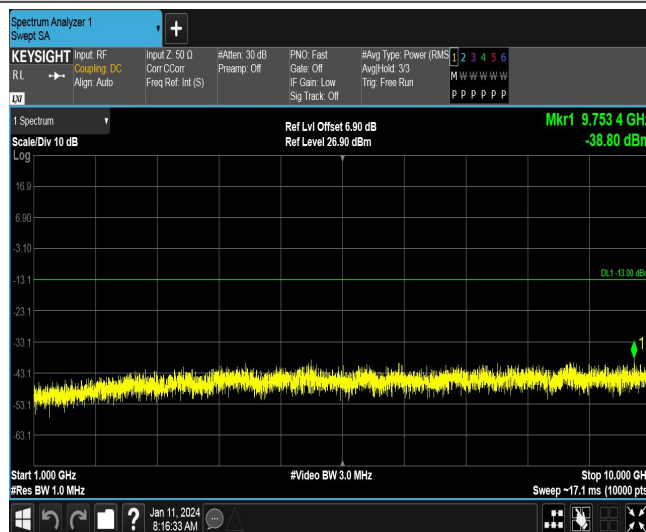 Spectrum Analyzer 1
Swept SA
+
KEYSIGHT Input: RF Input Z: 50 Ω #Atten: 30 dB PNO: Fast #Avg Type: Power (RMS 1 2 3 4 5 6
RL Coupling: DC Corr CCorr Preamp: Off Gate: Off Avg|Hold: 3/3 M W W W W W
Align: Auto Freq Ref: Int (S) IF Gain: Low Trig: Free Run
LXI Sig Track: Off P P P P P P
1 Spectrum Ref Lvl Offset 6.90 dB Mkr1 9.753 4 GHz
Scale/Div 10 dB Ref Level 26.90 dBm -38.80 dBm
Log
16.9
6.90
-3.10
DL1 -13.00 dBm
-13.1
-23.1
-33.1
1
-43.1
-53.1
-63.1
Start 1.000 GHz #Video BW 3.0 MHz Stop 10.000 GHz
#Res BW 1.0 MHz Sweep ~17.1 ms (10000 pts
? Jan 11, 2024
8:16:33 AM